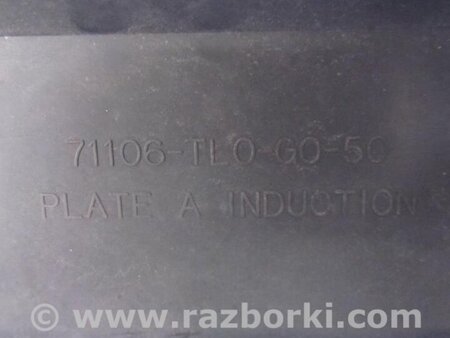 71106-TL0-G0-50
PLATE A INDUCTION
© www.razborki.com